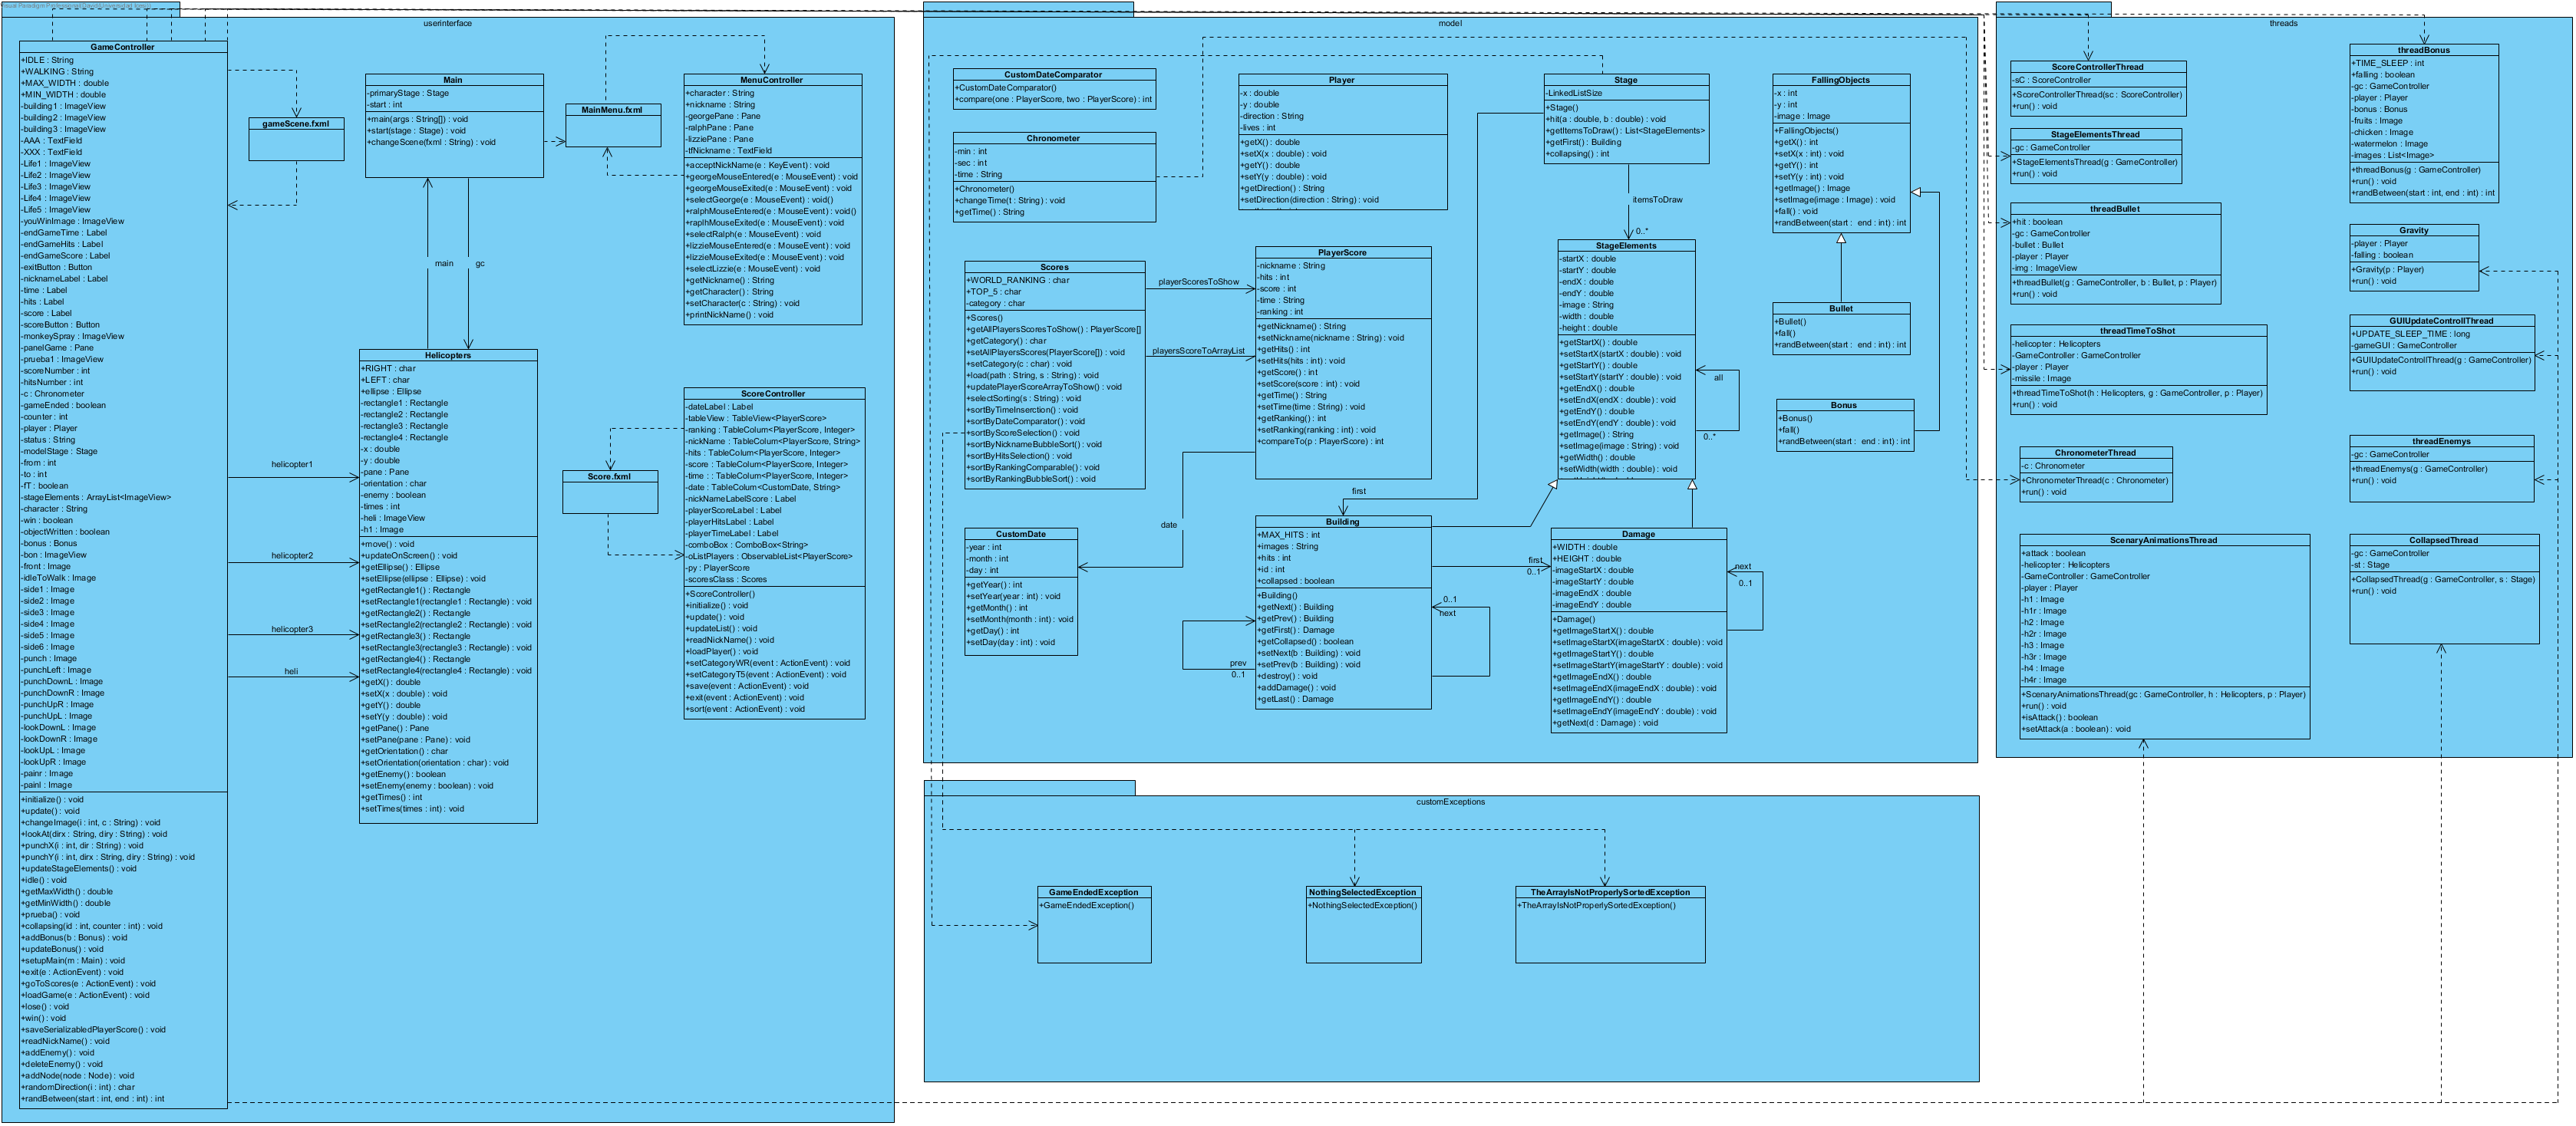 userinterface
GameController
+IDLE : String
+WALKING : String
+MAX_WIDTH : double
+MIN_WIDTH : double
-building1 : ImageView
-building2 : ImageView
-building3 : ImageView
-AAA : TextField
-XXX : TextField
-Life1 : ImageView
-Life2 : ImageView
-Life3 : ImageView
-Life4 : ImageView
-Life5 : ImageView
-youWinImage : ImageView
-endGameTime : Label
-endGameHits : Label
-endGameScore : Label
-exitButton : Button
-nicknameLabel : Label
-time : Label
-hits : Label
-score : Label
-scoreButton : Button
-monkeySpray : ImageView
-panelGame : Pane
-prueba1 : ImageView
-scoreNumber : int
-hitsNumber : int
-c : Chronometer
-gameEnded : boolean
-counter : int
-player : Player
-status : String
-modelStage : Stage
-from : int
-to : int
-fT : boolean
-stageElements : ArrayList<ImageView>
-character : String
-win : boolean
-objectWritten : boolean
-bonus : Bonus
-bon : ImageView
-front : Image
-idleToWalk : Image
-side1 : Image
-side2 : Image
-side3 : Image
-side4 : Image
-side5 : Image
-side6 : Image
-punch : Image
-punchLeft : Image
-punchDownL : Image
-punchDownR : Image
-punchUpR : Image
-punchUpL : Image
-lookDownL : Image
-lookDownR : Image
-lookUpL : Image
-lookUpR : Image
-painr : Image
-painl : Image
+initialize() : void
+update() : void
+changeImage(i : int, c : String) : void
+lookAt(dirx : String, diry : String) : void
+punchX(i : int, dir : String) : void
+punchY(i : int, dirx : String, diry : String) : void
+updateStageElements() : void
+idle() : void
+getMaxWidth() : double
+getMinWidth() : double
+prueba() : void
+collapsing(id : int, counter : int) : void
+addBonus(b : Bonus) : void
+updateBonus() : void
+setupMain(m : Main) : void
+exit(e : ActionEvent) : void
+goToScores(e : ActionEvent) : void
+loadGame(e : ActionEvent) : void
+lose() : void
+win() : void
+saveSerializabledPlayerScore() : void
+readNickName() : void
+addEnemy() : void
+deleteEnemy() : void
+addNode(node : Node) : void
+randomDirection(i : int) : char
+randBetween(start : int, end : int) : int
gameScene.fxml
Main
-primaryStage : Stage
-start : int
+main(args : String[]) : void
+start(stage : Stage) : void
+changeScene(fxml : String) : void
main
gc
helicopter1
helicopter2
helicopter3
heli
Helicopters
+RIGHT : char
+LEFT : char
+ellipse : Ellipse
-rectangle1 : Rectangle
-rectangle2 : Rectangle
-rectangle3 : Rectangle
-rectangle4 : Rectangle
-x : double
-y : double
-pane : Pane
-orientation : char
-enemy : boolean
-times : int
-heli : ImageView
-h1 : Image
+move() : void
+updateOnScreen() : void
+getEllipse() : Ellipse
+setEllipse(ellipse : Ellipse) : void
+getRectangle1() : Rectangle
+setRectangle1(rectangle1 : Rectangle) : void
+getRectangle2() : Rectangle
+setRectangle2(rectangle2 : Rectangle) : void
+getRectangle3() : Rectangle
+setRectangle3(rectangle3 : Rectangle) : void
+getRectangle4() : Rectangle
+setRectangle4(rectangle4 : Rectangle) : void
+getX() : double
+setX(x : double) : void
+getY() : double
+setY(y : double) : void
+getPane() : Pane
+setPane(pane : Pane) : void
+getOrientation() : char
+setOrientation(orientation : char) : void
+getEnemy() : boolean
+setEnemy(enemy : boolean) : void
+getTimes() : int
+setTimes(times : int) : void
MainMenu.fxml
MenuController
+character : String
+nickname : String
-georgePane : Pane
-ralphPane : Pane
-lizziePane : Pane
-tfNickname : TextField
+acceptNickName(e : KeyEvent) : void
+georgeMouseEntered(e : MouseEvent) : void
+georgeMouseExited(e : MouseEvent) : void
+selectGeorge(e : MouseEvent) : void()
+ralphMouseEntered(e : MouseEvent) : void()
+raplhMouseExited(e : MouseEvent) : void
+selectRalph(e : MouseEvent) : void
+lizzieMouseEntered(e : MouseEvent) : void
+lizzieMouseExited(e : MouseEvent) : void
+selectLizzie(e : MouseEvent) : void
+getNickname() : String
+getCharacter() : String
+setCharacter(c : String) : void
+printNickName() : void
Score.fxml
ScoreController
-dateLabel : Label
-tableView : TableView<PlayerScore>
-ranking : TableColum<PlayerScore, Integer>
-nickName : TableColum<PlayerScore, String>
-hits : TableColum<PlayerScore, Integer>
-score : TableColum<PlayerScore, Integer>
-time : : TableColum<PlayerScore, Integer>
-date : TableColum<CustomDate, String>
-nickNameLabelScore : Label
-playerScoreLabel : Label
-playerHitsLabel : Label
-playerTimeLabel : Label
-comboBox : ComboBox<String>
-oListPlayers : ObservableList<PlayerScore>
-py : PlayerScore
-scoresClass : Scores
+ScoreController()
+initialize() : void
+update() : void
+updateList() : void
+readNickName() : void
+loadPlayer() : void
+setCategoryWR(event : ActionEvent) : void
+setCategoryT5(event : ActionEvent) : void
+save(event : ActionEvent) : void
+exit(event : ActionEvent) : void
+sort(event : ActionEvent) : void
model
CustomDateComparator
+CustomDateComparator()
+compare(one : PlayerScore, two : PlayerScore) : int
Chronometer
-min : int
-sec : int
-time : String
+Chronometer()
+changeTime(t : String) : void
+getTime() : String
Player
-x : double
-y : double
-direction : String
-lives : int
+getX() : double
+setX(x : double) : void
+getY() : double
+setY(y : double) : void
+getDirection() : String
+setDirection(direction : String) : void
Stage
-LinkedListSize
+Stage()
+hit(a : double, b : double) : void
+getItemsToDraw() : List<StageElements>
+getFirst() : Building
+collapsing() : int
itemsToDraw
0..*
FallingObjects
-x : int
-y : int
-image : Image
+FallingObjects()
+getX() : int
+setX(x : int) : void
+getY() : int
+setY(y : int) : void
+getImage() : Image
+setImage(image : Image) : void
+fall() : void
+randBetween(start : end : int) : int
Scores
+WORLD_RANKING : char
+TOP_5 : char
-category : char
+Scores()
+getAllPlayersScoresToShow() : PlayerScore[]
+getCategory() : char
+setAllPlayersScores(PlayerScore[]) : void
+setCategory(c : char) : void
+load(path : String, s : String) : void
+updatePlayerScoreArrayToShow() : void
+selectSorting(s : String) : void
+sortByTimeInserction() : void
+sortByDateComparator() : void
+sortByScoreSelection() : void
+sortByNicknameBubbleSort() : void
+sortByHitsSelection() : void
+sortByRankingComparable() : void
+sortByRankingBubbleSort() : void
playerScoresToShow
playersScoreToArrayList
PlayerScore
-nickname : String
-hits : int
-score : int
-time : String
-ranking : int
+getNickname() : String
+setNickname(nickname : String) : void
+getHits() : int
+setHits(hits : int) : void
+getScore() : int
+setScore(score : int) : void
+getTime() : String
+setTime(time : String) : void
+getRanking() : int
+setRanking(ranking : int) : void
+compareTo(p : PlayerScore) : int
StageElements
-startX : double
-startY : double
-endX : double
-endY : double
-image : String
-width : double
-height : double
+getStartX() : double
+setStartX(startX : double) : void
+getStartY() : double
+setStartY(startY : double) : void
+getEndX() : double
+setEndX(endX : double) : void
+getEndY() : double
+setEndY(endY : double) : void
+getImage() : String
+setImage(image : String) : void
+getWidth() : double
+setWidth(width : double) : void
all
0..*
Bullet
+Bullet()
+fall()
+randBetween(start : end : int) : int
Bonus
+Bonus()
+fall()
+randBetween(start : end : int) : int
first
date
CustomDate
-year : int
-month : int
-day : int
+getYear() : int
+setYear(year : int) : void
+getMonth() : int
+setMonth(month : int) : void
+getDay() : int
+setDay(day : int) : void
Building
+MAX_HITS : int
+images : String
+hits : int
+id : int
+collapsed : boolean
+Building()
+getNext() : Building
+getPrev() : Building
+getFirst() : Damage
+getCollapsed() : boolean
+setNext(b : Building) : void
+setPrev(b : Building) : void
+destroy() : void
+addDamage() : void
+getLast() : Damage
prev
0..1
0..1
next
first
0..1
Damage
+WIDTH : double
+HEIGHT : double
-imageStartX : double
-imageStartY : double
-imageEndX : double
-imageEndY : double
+Damage()
+getImageStartX() : double
+setImageStartX(imageStartX : double) : void
+getImageStartY() : double
+setImageStartY(imageStartY : double) : void
+getImageEndX() : double
+setImageEndX(imageEndX : double) : void
+getImageEndY() : double
+setImageEndY(imageEndY : double) : void
+getNext(d : Damage) : void
next
0..1
customExceptions
GameEndedException
+GameEndedException()
NothingSelectedException
+NothingSelectedException()
TheArrayIsNotProperlySortedException
+TheArrayIsNotProperlySortedException()
threads
ScoreControllerThread
-sC : ScoreController
+ScoreControllerThread(sc : ScoreController)
+run() : void
StageElementsThread
-gc : GameController
+StageElementsThread(g : GameController)
+run() : void
threadBullet
+hit : boolean
-gc : GameController
-bullet : Bullet
-player : Player
-img : ImageView
+threadBullet(g : GameController, b : Bullet, p : Player)
+run() : void
threadTimeToShot
-helicopter : Helicopters
-GameController : GameController
-player : Player
-missile : Image
+threadTimeToShot(h : Helicopters, g : GameController, p : Player)
+run() : void
ChronometerThread
-c : Chronometer
+ChronometerThread(c : Chronometer)
+run() : void
ScenaryAnimationsThread
+attack : boolean
-helicopter : Helicopters
-GameController : GameController
-player : Player
-h1 : Image
-h1r : Image
-h2 : Image
-h2r : Image
-h3 : Image
-h3r : Image
-h4 : Image
-h4r : Image
+ScenaryAnimationsThread(gc : GameController, h : Helicopters, p : Player)
+run() : void
+isAttack() : boolean
+setAttack(a : boolean) : void
threadBonus
+TIME_SLEEP : int
+falling : boolean
-gc : GameController
-player : Player
-bonus : Bonus
-fruits : Image
-chicken : Image
-watermelon : Image
-images : List<Image>
+threadBonus(g : GameController)
+run() : void
+randBetween(start : int, end : int) : int
Gravity
-player : Player
-falling : boolean
+Gravity(p : Player)
+run() : void
GUIUpdateControllThread
+UPDATE_SLEEP_TIME : long
-gameGUI : GameController
+GUIUpdateControllThread(g : GameController)
+run() : void
threadEnemys
-gc : GameController
+threadEnemys(g : GameController)
+run() : void
CollapsedThread
-gc : GameController
-st : Stage
+CollapsedThread(g : GameController, s : Stage)
+run() : void